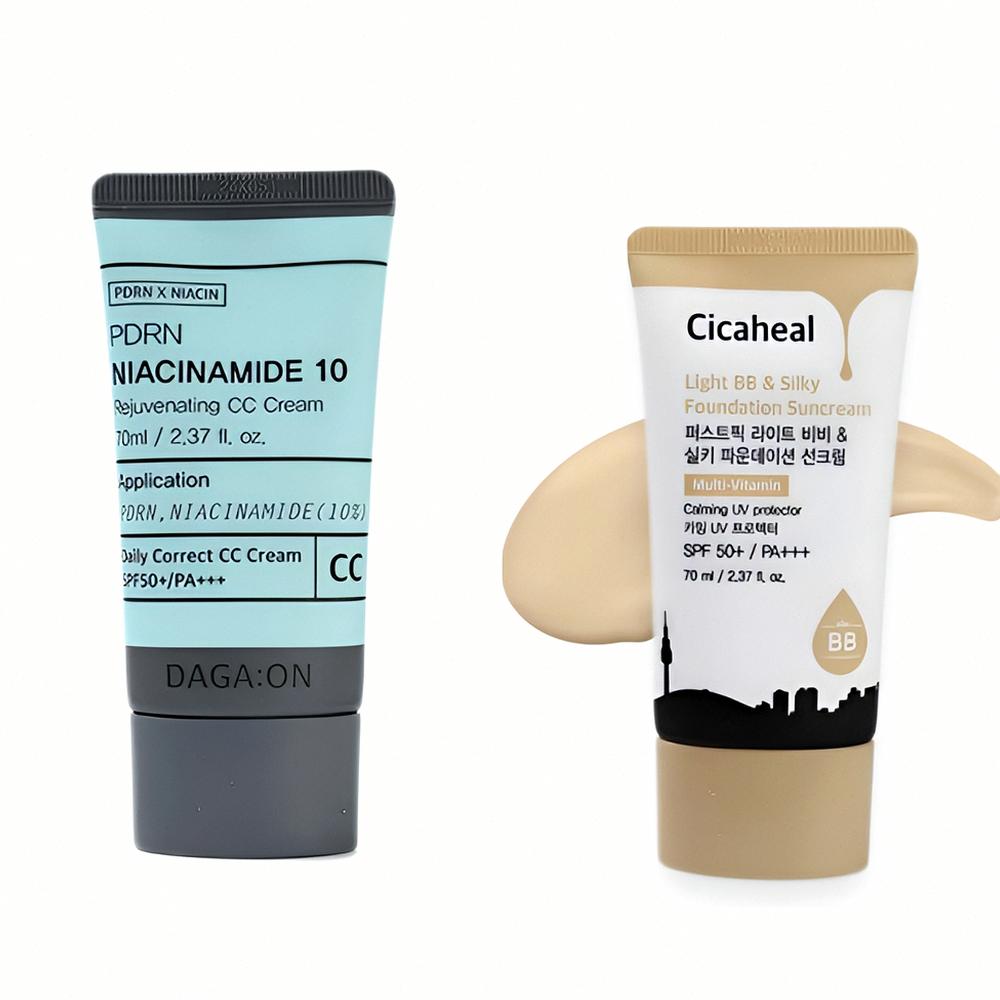 PDRN X NIACIN
PDRN
NIACINAMIDE 10
Rejuvenating CC Cream
70ml / 2.37 fl. oz.
Application
PDRN, NIACINAMIDE(10%)
Daily Correct CC Cream
SPF50+/PA+++
CC
DAGA:ON
Cicaheal
Light BB & Silky
Foundation Suncream
퍼스트픽 라이트 비비 &
실키 파운데이션 선크림
Multi-Vitamin
Calming UV protector
카밍 UV 프로텍터
SPF 50+ / PA+++
70 ml / 2.37 fl. oz.
BB